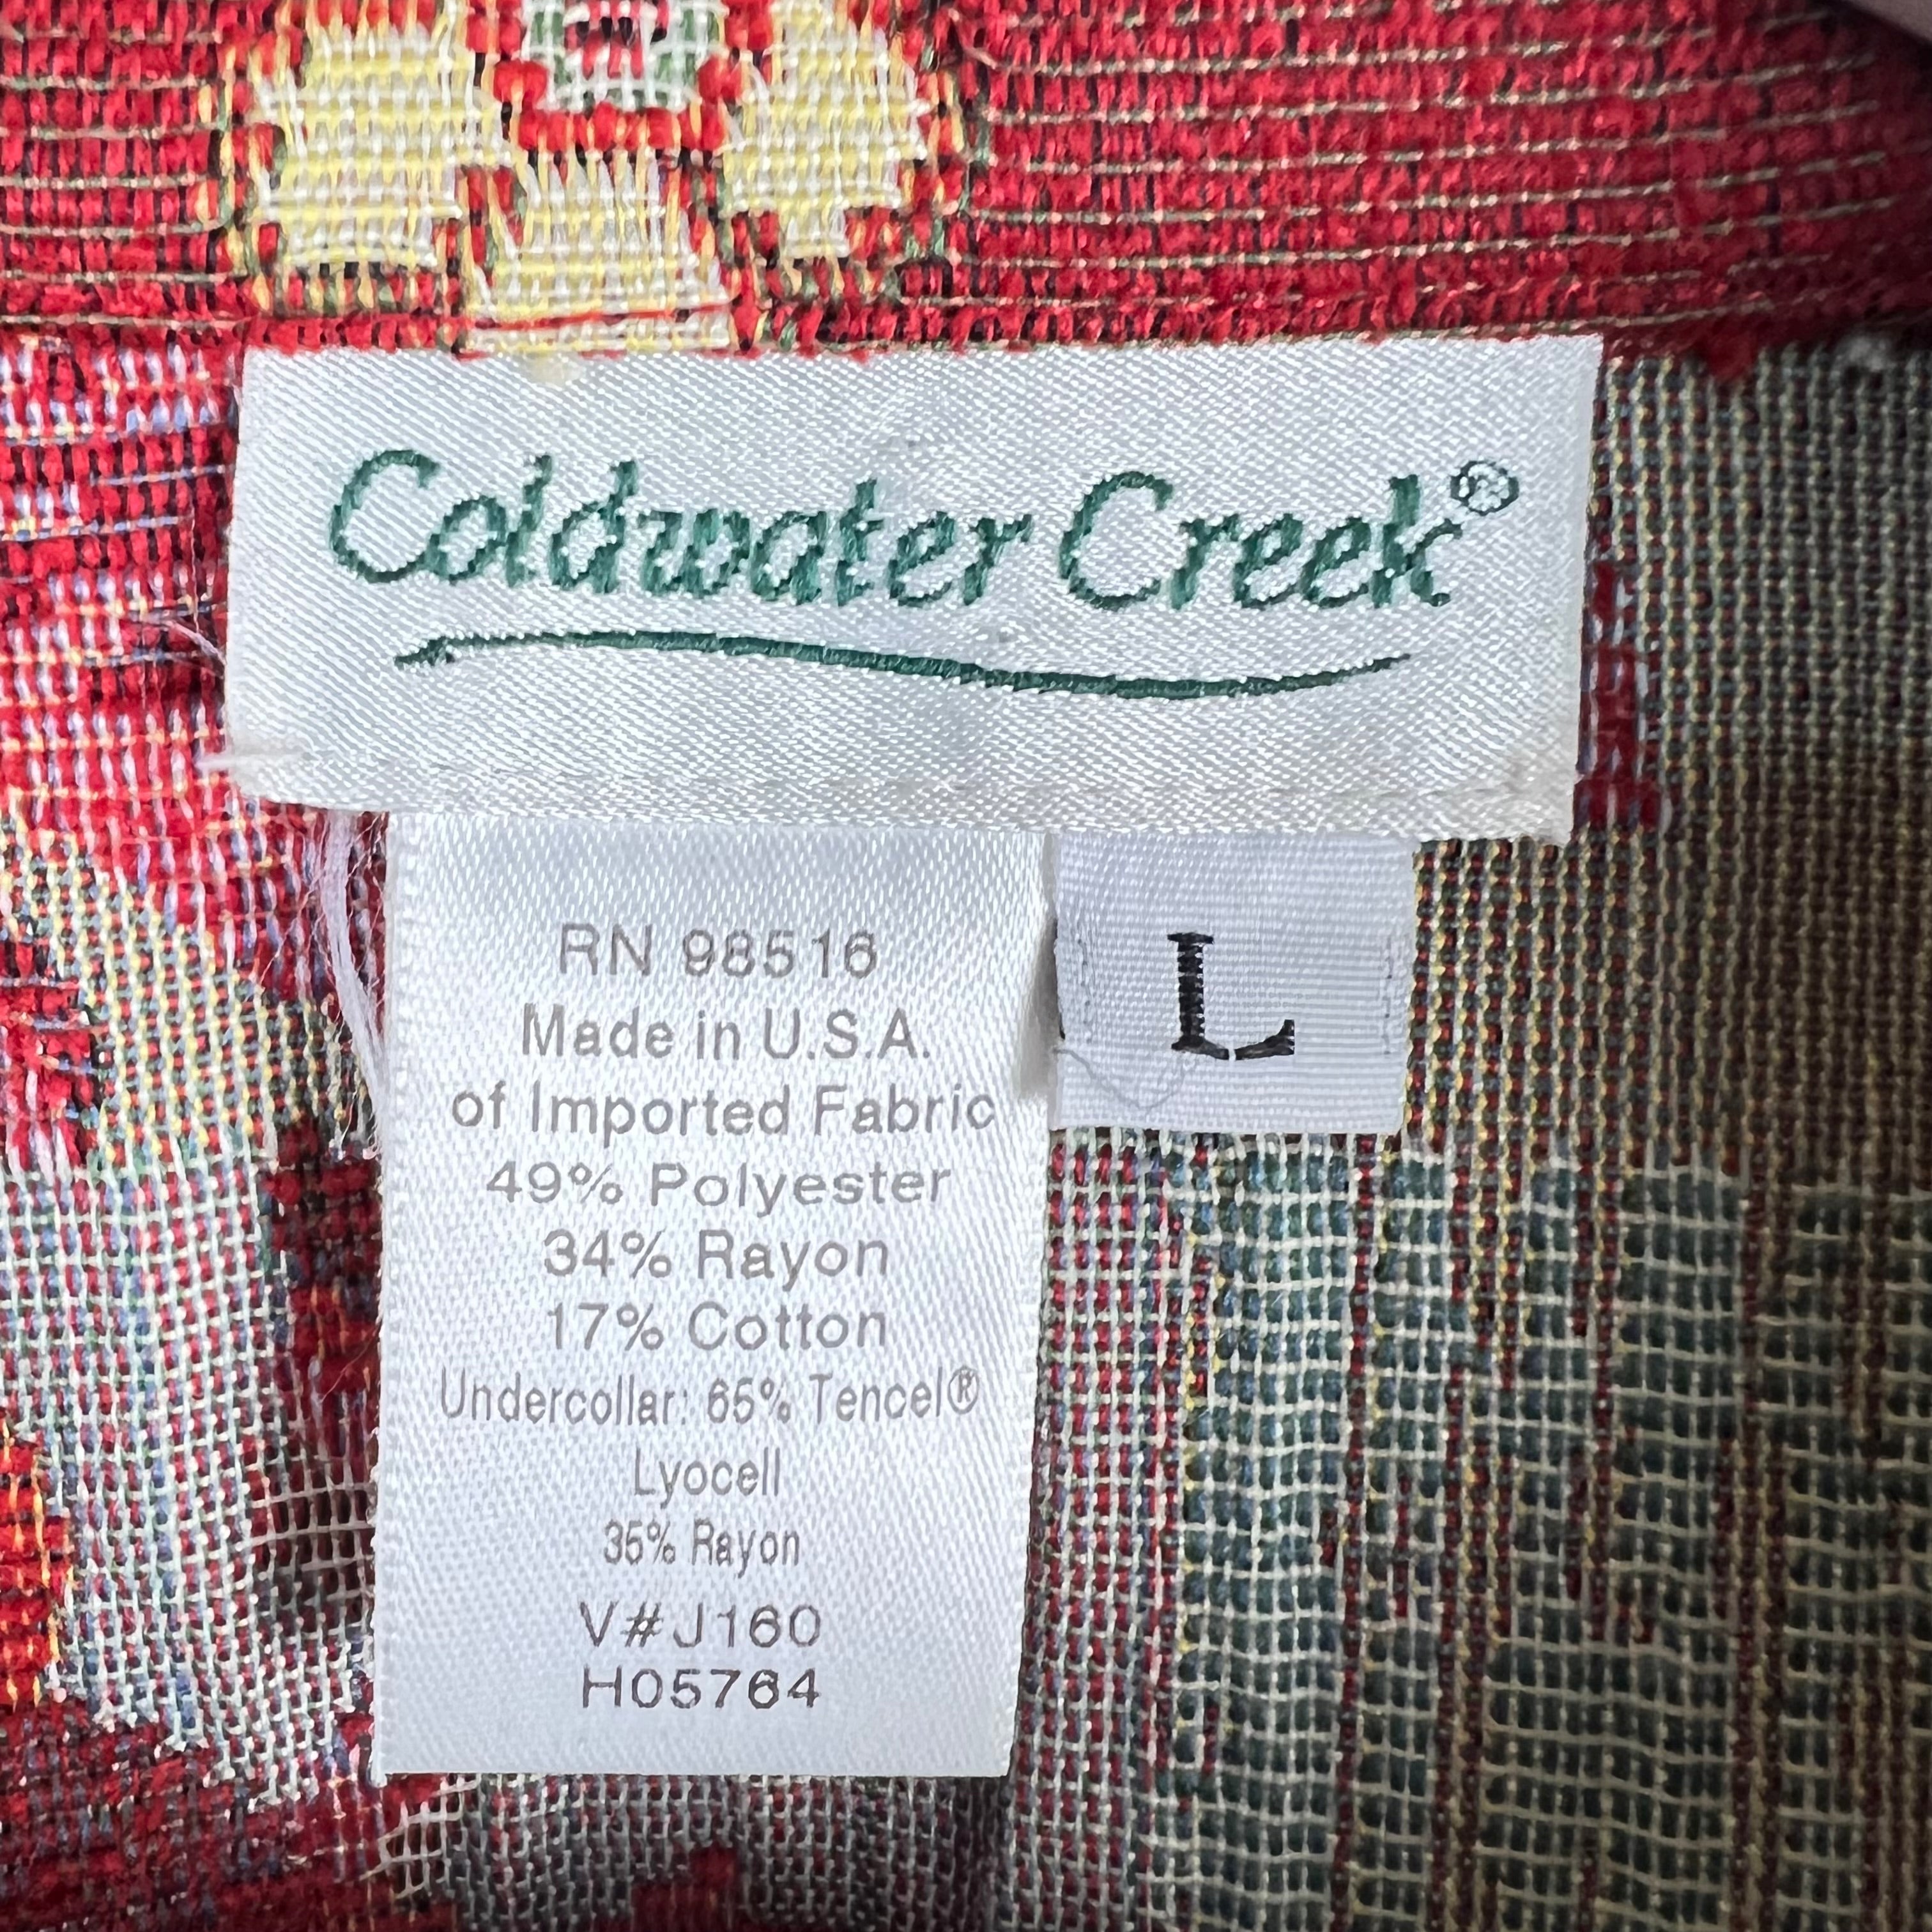 Coldwater Creek®
L
RN 98516
Made in U.S.A.
of Imported Fabric
49% Polyester
34% Rayon
17% Cotton
Undercollar: 65% Tencel®
Lyocell
35% Rayon
V#J160
H05764